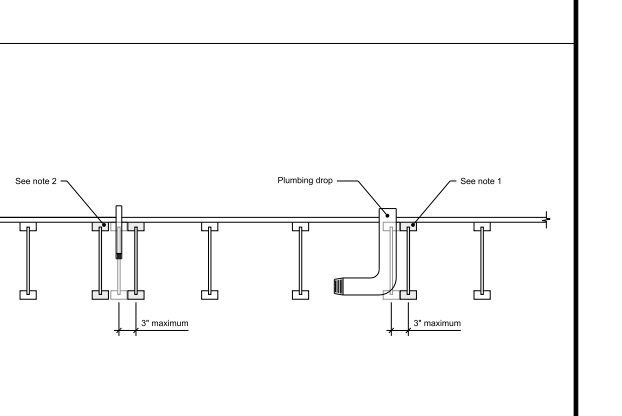 See note 2
Plumbing drop
See note 1
3" maximum
3" maximum